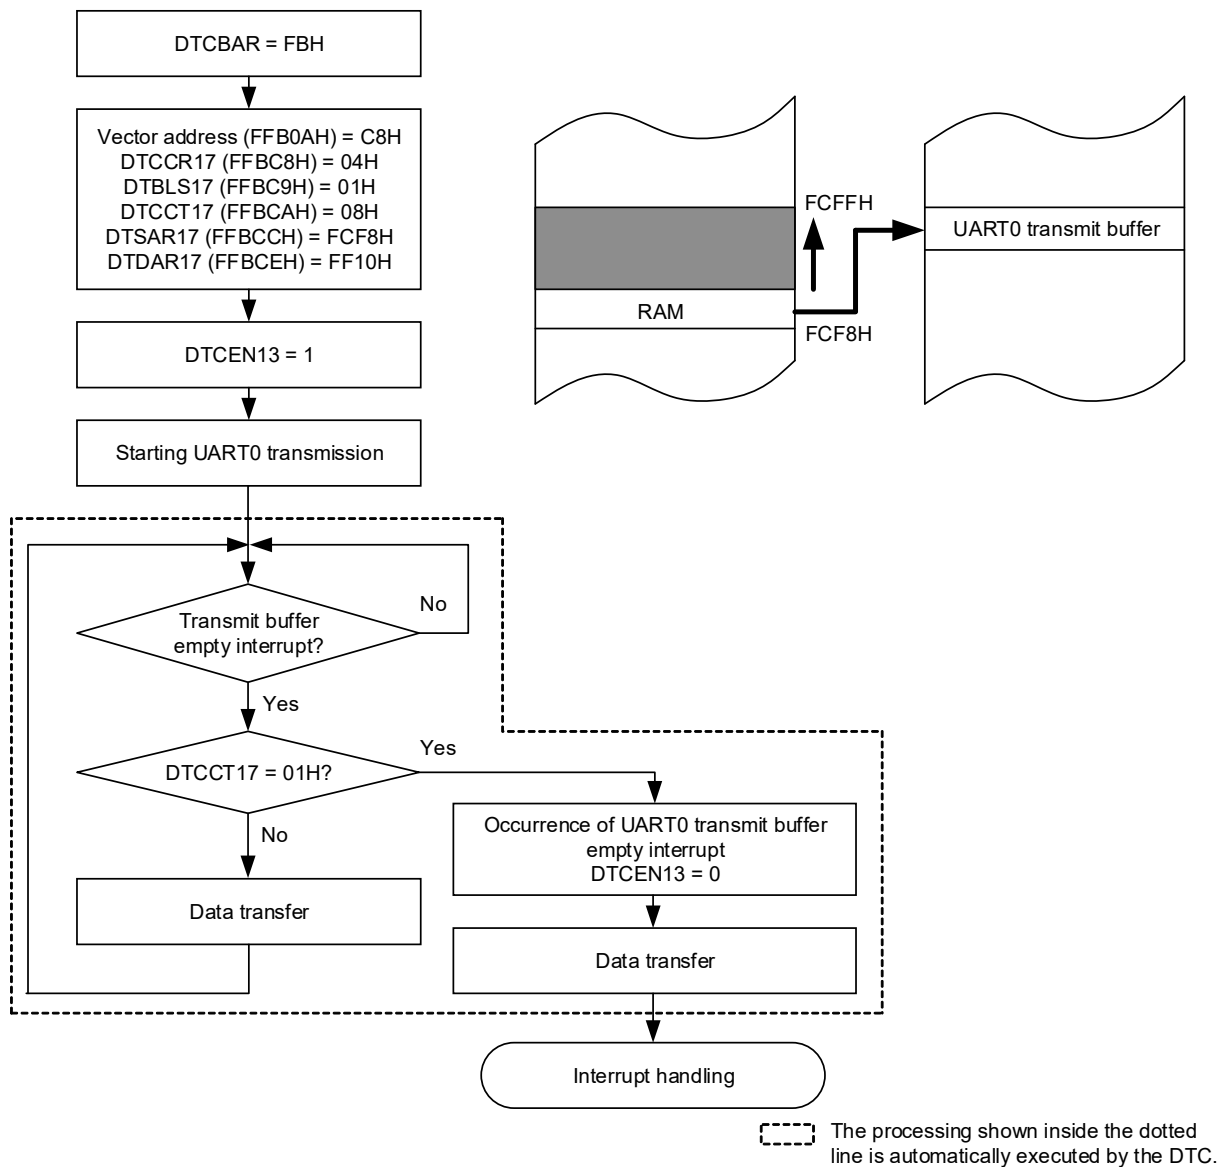 DTCBAR = FBH
Vector address (FFB0AH) = C8H
DTCCR17 (FFBC8H) = 04H
DTBLS17 (FFBC9H) = 01H
DTCCT17 (FFBCAH) = 08H
DTSAR17 (FFBCCH) = FCF8H
DTDAR17 (FFBCEH) = FF10H
DTCEN13 = 1
Starting UART0 transmission
FCFFH
UART0 transmit buffer
RAM
FCF8H
Transmit buffer
empty interrupt?
No
Yes
DTCCT17 = 01H?
Yes
No
Data transfer
Occurrence of UART0 transmit buffer
empty interrupt
DTCEN13 = 0
Data transfer
Interrupt handling
The processing shown inside the dotted
line is automatically executed by the DTC.